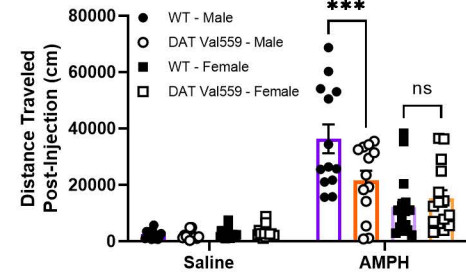 ***
80000
WT - Male
DAT Val559 - Male
WT - Female
DAT Val559 - Female
ns
60000
40000
20000
0
Distance Traveled
Post-Injection (cm)
Saline
AMPH